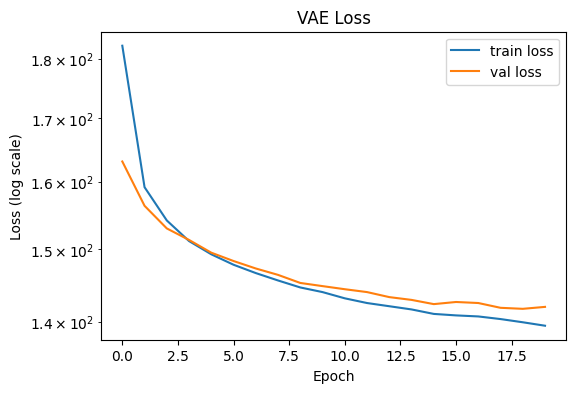 VAE Loss
train loss
val loss
1.8 × 10²
1.7 × 10²
1.6 × 10²
1.5 × 10²
1.4 × 10²
Loss (log scale)
0.0 2.5 5.0 7.5 10.0 12.5 15.0 17.5
Epoch